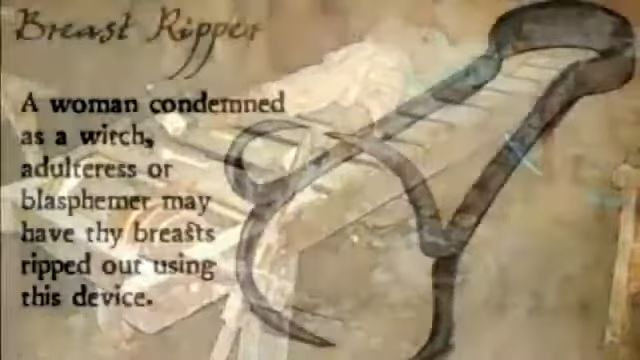 Breast Ripper
A woman condemned
as a witch,
adulteress or
blasphemer may
have thy breasts
ripped out using
this device.